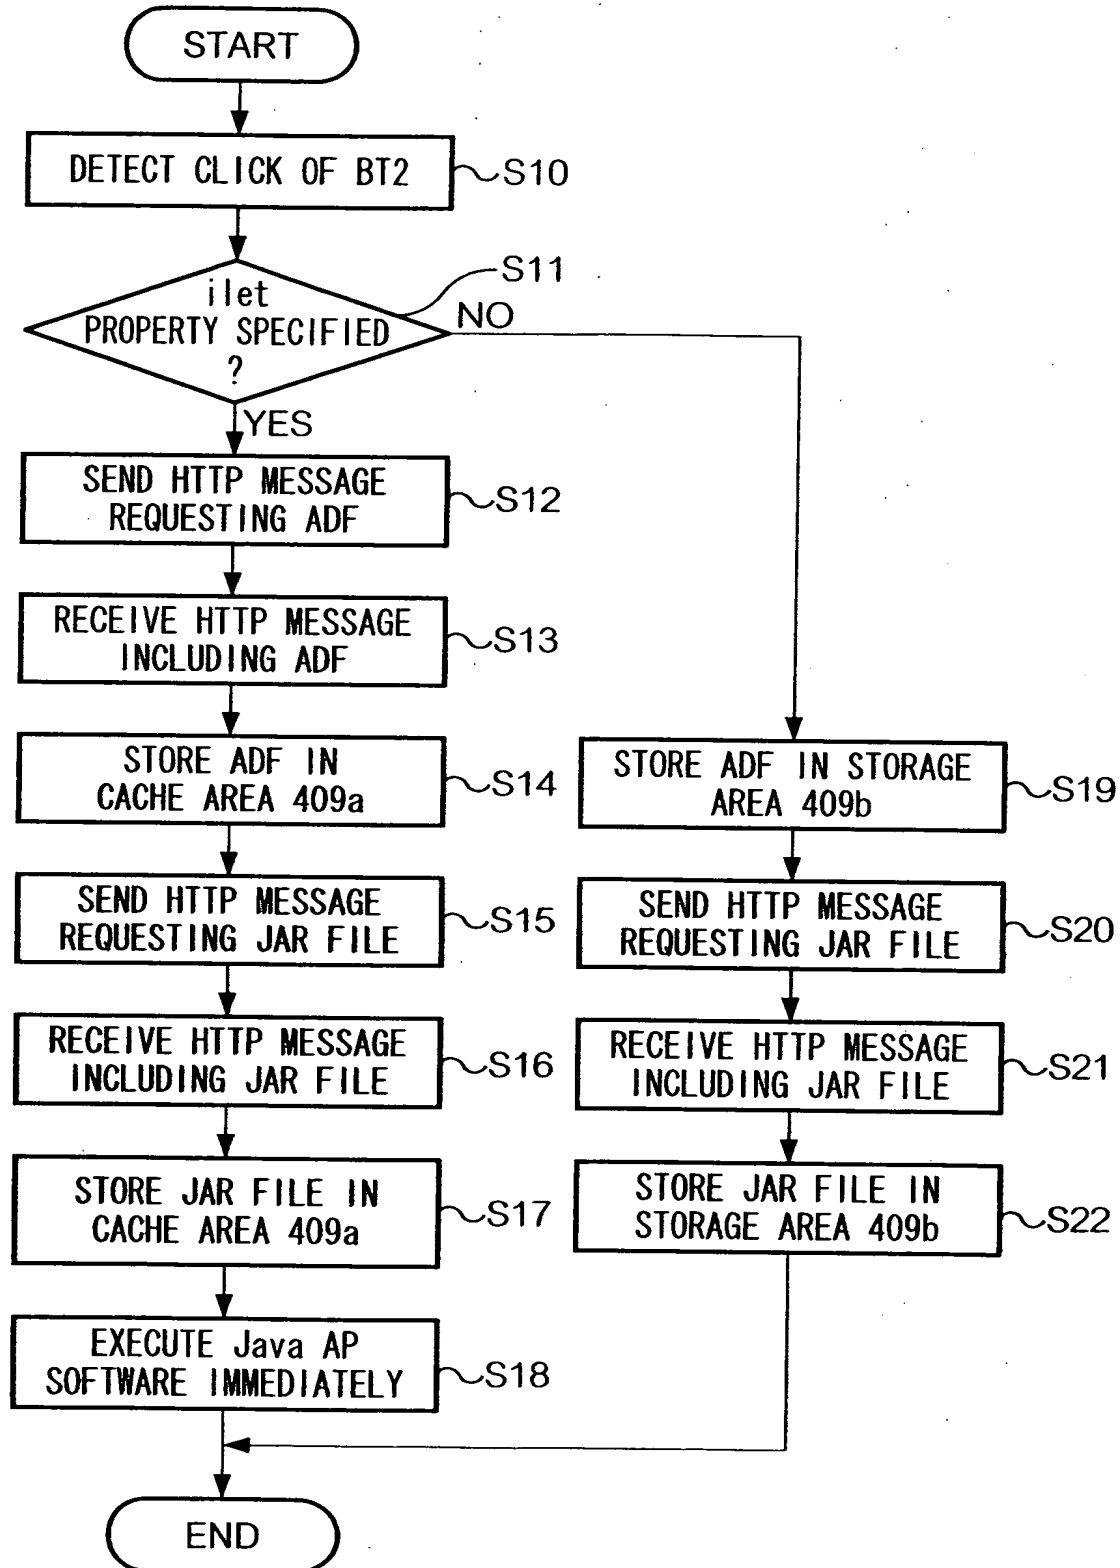 START
DETECT CLICK OF BT2
S10
S11
ilet
PROPERTY SPECIFIED
?
NO
YES
SEND HTTP MESSAGE
REQUESTING ADF
S12
RECEIVE HTTP MESSAGE
INCLUDING ADF
S13
STORE ADF IN
CACHE AREA 409a
S14
SEND HTTP MESSAGE
REQUESTING JAR FILE
S15
RECEIVE HTTP MESSAGE
INCLUDING JAR FILE
S16
STORE JAR FILE IN
CACHE AREA 409a
S17
EXECUTE Java AP
SOFTWARE IMMEDIATELY
S18
STORE ADF IN STORAGE
AREA 409b
S19
SEND HTTP MESSAGE
REQUESTING JAR FILE
S20
RECEIVE HTTP MESSAGE
INCLUDING JAR FILE
S21
STORE JAR FILE IN
STORAGE AREA 409b
S22
END